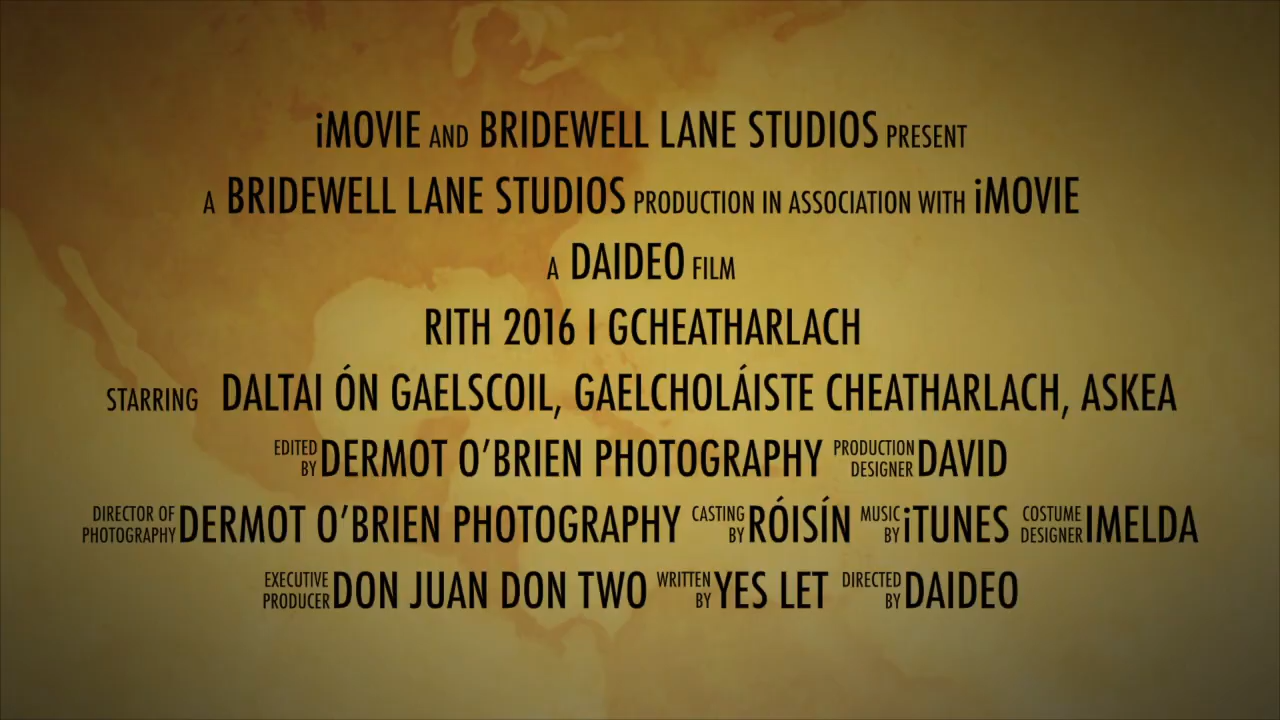 iMOVIE AND BRIDEWELL LANE STUDIOS PRESENT
A BRIDEWELL LANE STUDIOS PRODUCTION IN ASSOCIATION WITH iMOVIE
A DAIDEO FILM
RITH 2016 I GCHEATHARLACH
STARRING DALTAI ÓN GAELSCOIL, GAELCHOLÁISTE CHEATHARLACH, ASKEA
EDITED BY DERMOT O'BRIEN PHOTOGRAPHY PRODUCTION DESIGNER DAVID
DIRECTOR OF PHOTOGRAPHY DERMOT O'BRIEN PHOTOGRAPHY CASTING BY RÓISÍN MUSIC BY iTUNES COSTUME DESIGNER IMELDA
EXECUTIVE PRODUCER DON JUAN DON TWO WRITTEN BY YES LET DIRECTED BY DAIDEO